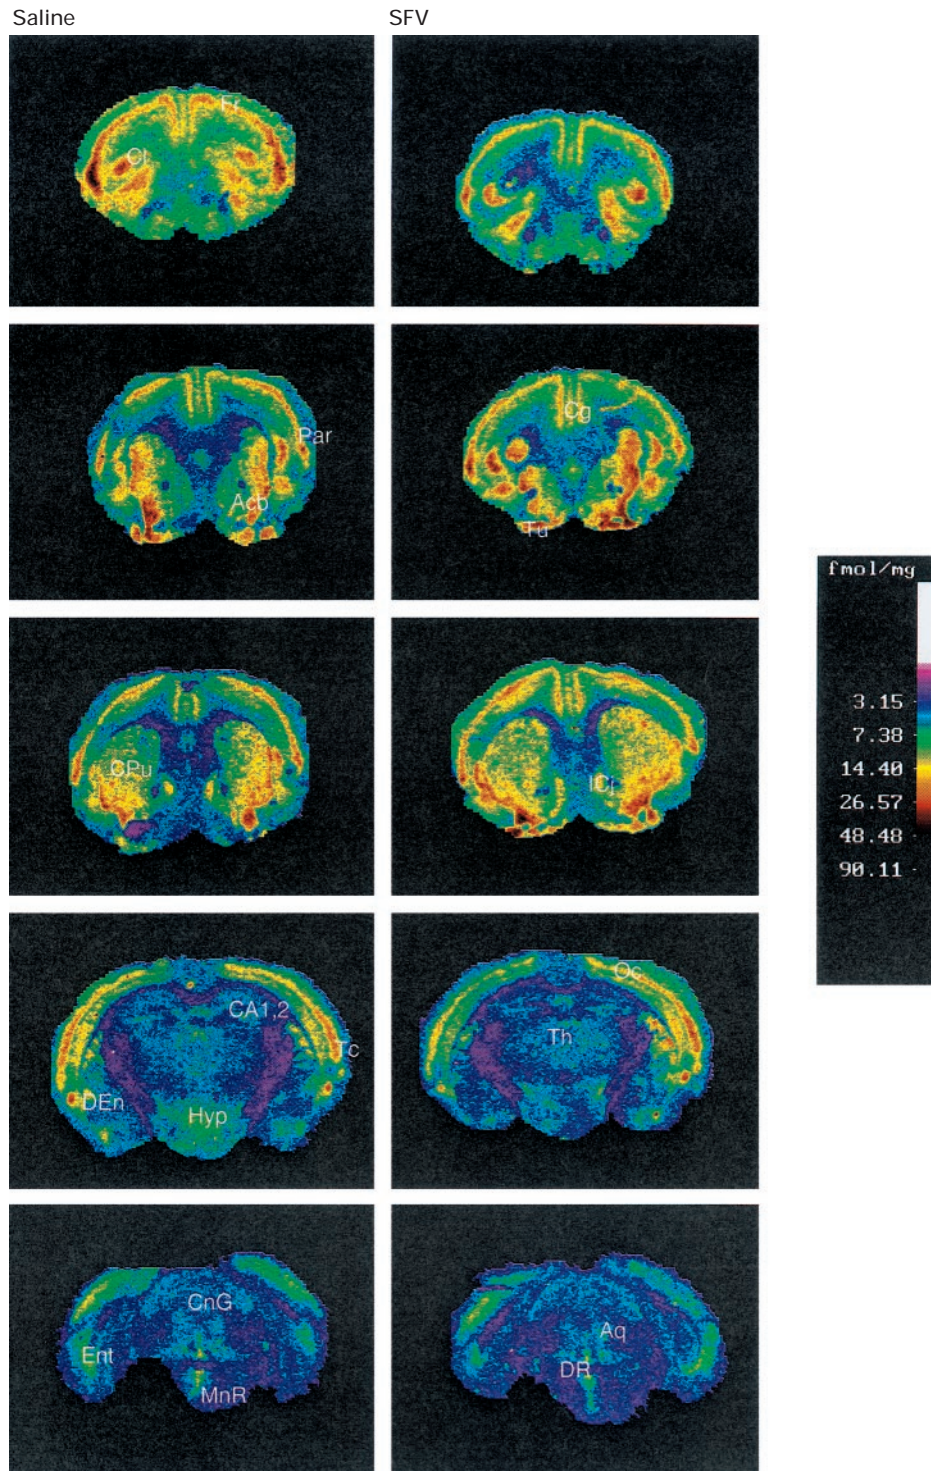 Saline
SFV
Fr
Cl
Par
Acb
Cg
Tu
CPu
ICj
fmol/mg
3.15
7.38
14.40
26.57
48.48
90.11
CA1,2
Tc
DEn
Hyp
Oc
Th
CnG
Ent
MnR
Aq
DR